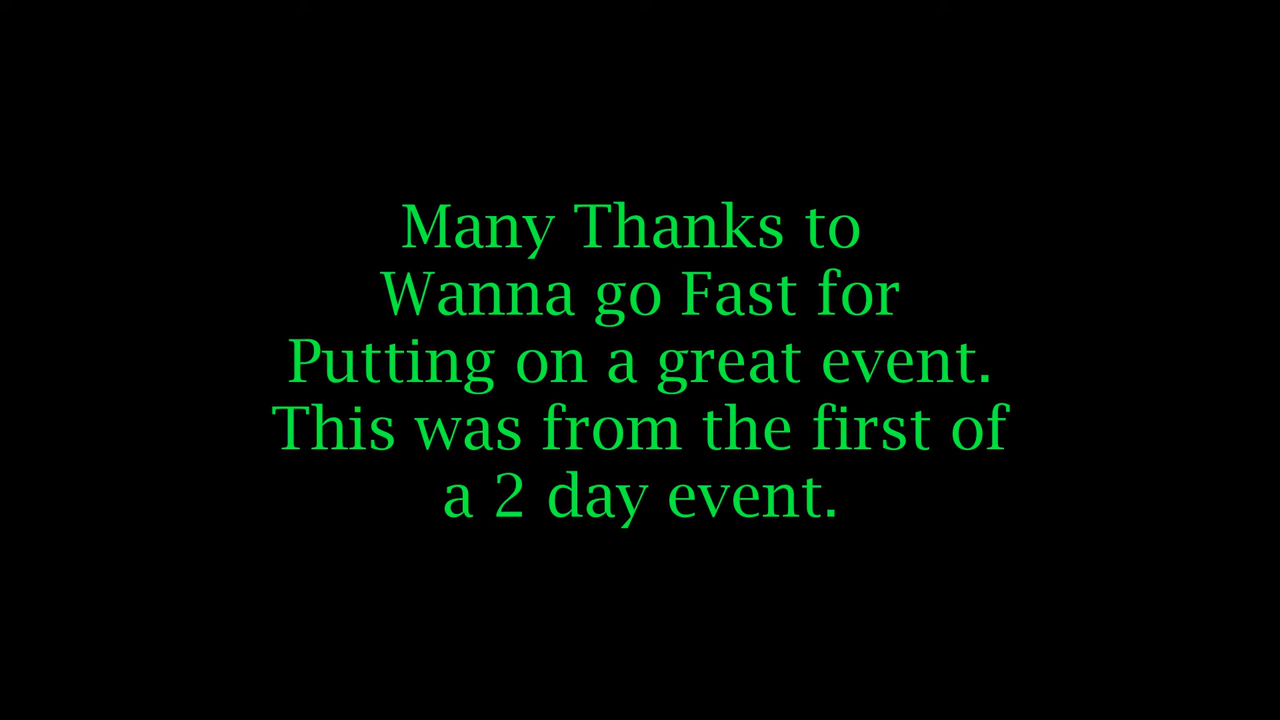 Many Thanks to
Wanna go Fast for
Putting on a great event.
This was from the first of
a 2 day event.